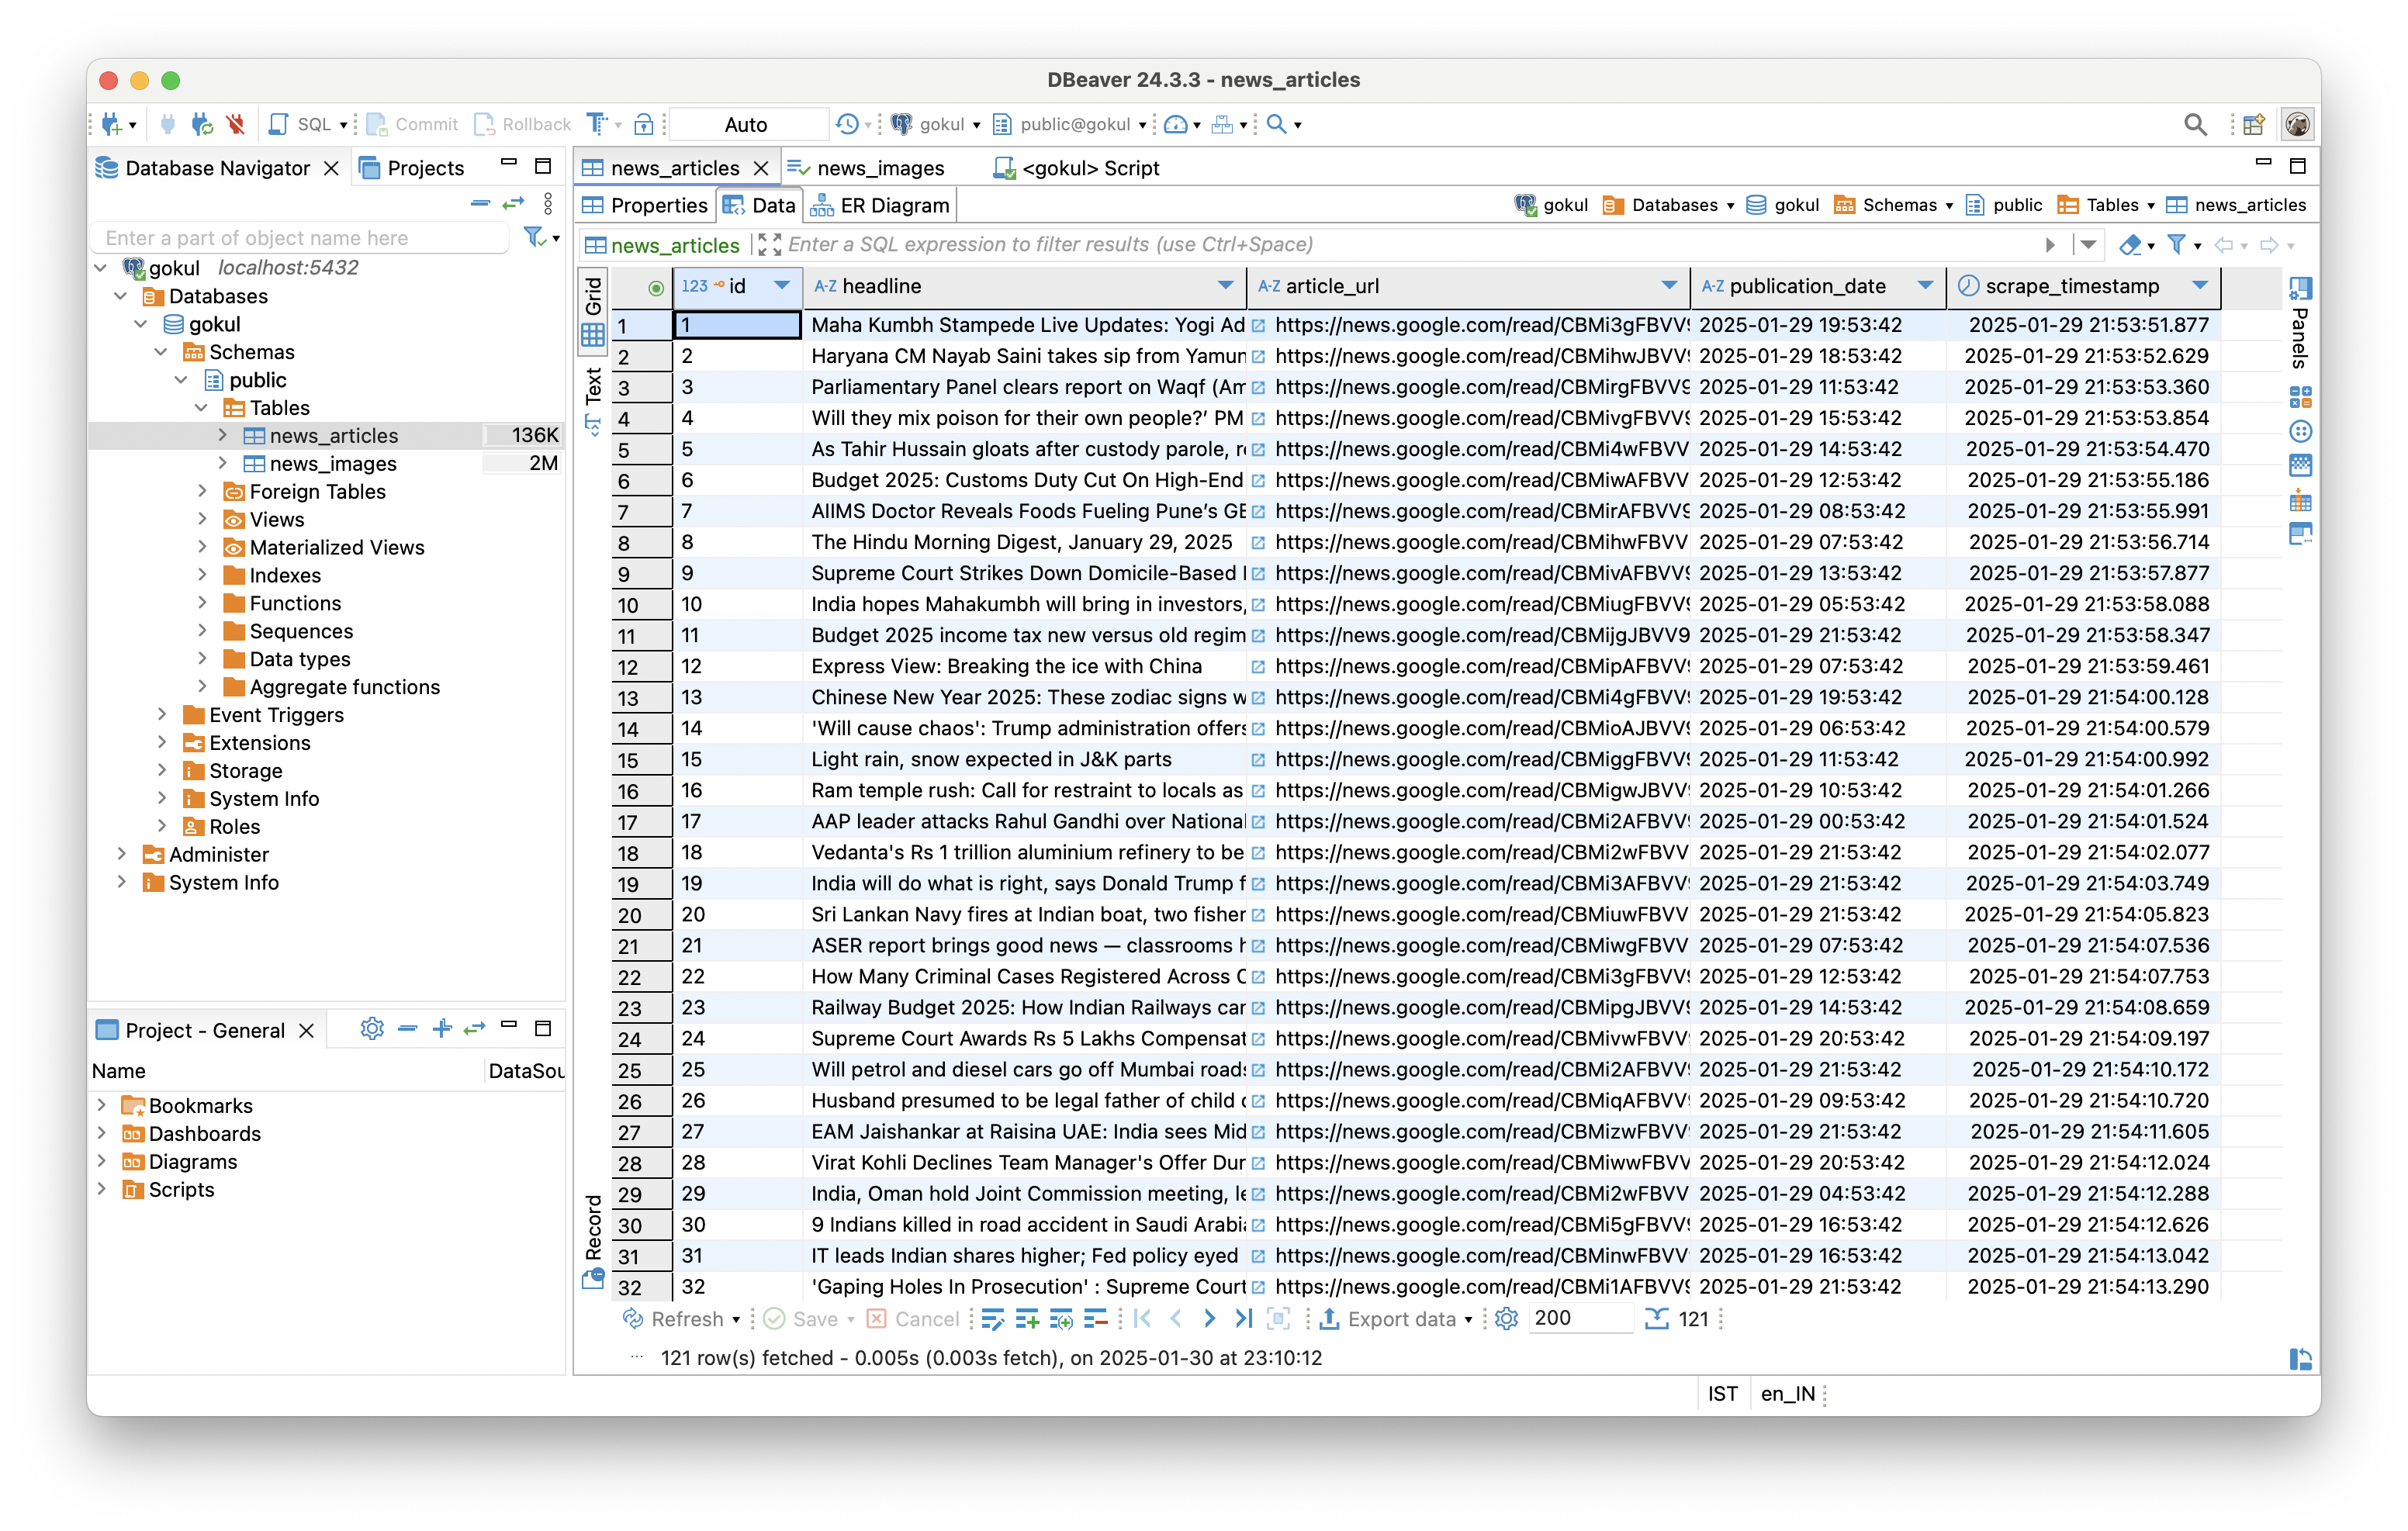 DBeaver 24.3.3 - news_articles
SQL Commit Rollback Auto gokul public@gokul
Database Navigator Projects
news_articles news_images <gokul> Script
Properties Data ER Diagram gokul Databases gokul Schemas public Tables news_articles
Enter a part of object name here
news_articles Enter a SQL expression to filter results (use Ctrl+Space)
gokul localhost:5432
Databases
gokul
Schemas
public
Tables
news_articles 136K
news_images 2M
Foreign Tables
Views
Materialized Views
Indexes
Functions
Sequences
Data types
Aggregate functions
Event Triggers
Extensions
Storage
System Info
Roles
Administer
System Info
Project - General
Name DataSou
Bookmarks
Dashboards
Diagrams
Scripts
Grid
Text
Record
123 id A-Z headline A-Z article_url A-Z publication_date scrape_timestamp
1 1 Maha Kumbh Stampede Live Updates: Yogi Ad https://news.google.com/read/CBMi3gFBVV9 2025-01-29 19:53:42 2025-01-29 21:53:51.877
2 2 Haryana CM Nayab Saini takes sip from Yamun https://news.google.com/read/CBMihwJBVV9 2025-01-29 18:53:42 2025-01-29 21:53:52.629
3 3 Parliamentary Panel clears report on Waqf (Am https://news.google.com/read/CBMirgFBVV9 2025-01-29 11:53:42 2025-01-29 21:53:53.360
4 4 Will they mix poison for their own people?’ PM https://news.google.com/read/CBMivgFBVV9 2025-01-29 15:53:42 2025-01-29 21:53:53.854
5 5 As Tahir Hussain gloats after custody parole, r https://news.google.com/read/CBMi4wFBVV 2025-01-29 14:53:42 2025-01-29 21:53:54.470
6 6 Budget 2025: Customs Duty Cut On High-End https://news.google.com/read/CBMiwAFBVV 2025-01-29 12:53:42 2025-01-29 21:53:55.186
7 7 AIIMS Doctor Reveals Foods Fueling Pune’s GB https://news.google.com/read/CBMirAFBVV9 2025-01-29 08:53:42 2025-01-29 21:53:55.991
8 8 The Hindu Morning Digest, January 29, 2025 https://news.google.com/read/CBMihwFBVV 2025-01-29 07:53:42 2025-01-29 21:53:56.714
9 9 Supreme Court Strikes Down Domicile-Based https://news.google.com/read/CBMivAFBVV9 2025-01-29 13:53:42 2025-01-29 21:53:57.877
10 10 India hopes Mahakumbh will bring in investors, https://news.google.com/read/CBMiugFBVV9 2025-01-29 05:53:42 2025-01-29 21:53:58.088
11 11 Budget 2025 income tax new versus old regim https://news.google.com/read/CBMijgJBVV9 2025-01-29 21:53:42 2025-01-29 21:53:58.347
12 12 Express View: Breaking the ice with China https://news.google.com/read/CBMipAFBVV9 2025-01-29 07:53:42 2025-01-29 21:53:59.461
13 13 Chinese New Year 2025: These zodiac signs w https://news.google.com/read/CBMi4gFBVV9 2025-01-29 19:53:42 2025-01-29 21:54:00.128
14 14 'Will cause chaos': Trump administration offers https://news.google.com/read/CBMioAJBVV9 2025-01-29 06:53:42 2025-01-29 21:54:00.579
15 15 Light rain, snow expected in J&K parts https://news.google.com/read/CBMiggFBVV9 2025-01-29 11:53:42 2025-01-29 21:54:00.992
16 16 Ram temple rush: Call for restraint to locals as https://news.google.com/read/CBMigwJBVV9 2025-01-29 10:53:42 2025-01-29 21:54:01.266
17 17 AAP leader attacks Rahul Gandhi over National https://news.google.com/read/CBMi2AFBVV9 2025-01-29 00:53:42 2025-01-29 21:54:01.524
18 18 Vedanta's Rs 1 trillion aluminium refinery to be https://news.google.com/read/CBMi2wFBVV 2025-01-29 21:53:42 2025-01-29 21:54:02.077
19 19 India will do what is right, says Donald Trump f https://news.google.com/read/CBMi3AFBVV9 2025-01-29 21:53:42 2025-01-29 21:54:03.749
20 20 Sri Lankan Navy fires at Indian boat, two fisher https://news.google.com/read/CBMiuwFBVV 2025-01-29 21:53:42 2025-01-29 21:54:05.823
21 21 ASER report brings good news — classrooms h https://news.google.com/read/CBMiwgFBVV 2025-01-29 07:53:42 2025-01-29 21:54:07.536
22 22 How Many Criminal Cases Registered Across C https://news.google.com/read/CBMi3gFBVV9 2025-01-29 12:53:42 2025-01-29 21:54:07.753
23 23 Railway Budget 2025: How Indian Railways can https://news.google.com/read/CBMipgJBVV9 2025-01-29 14:53:42 2025-01-29 21:54:08.659
24 24 Supreme Court Awards Rs 5 Lakhs Compensat https://news.google.com/read/CBMivwFBVV9 2025-01-29 20:53:42 2025-01-29 21:54:09.197
25 25 Will petrol and diesel cars go off Mumbai roads https://news.google.com/read/CBMi2AFBVV9 2025-01-29 21:53:42 2025-01-29 21:54:10.172
26 26 Husband presumed to be legal father of child https://news.google.com/read/CBMiqAFBVV9 2025-01-29 09:53:42 2025-01-29 21:54:10.720
27 27 EAM Jaishankar at Raisina UAE: India sees Mid https://news.google.com/read/CBMizwFBVV9 2025-01-29 21:53:42 2025-01-29 21:54:11.605
28 28 Virat Kohli Declines Team Manager's Offer Dur https://news.google.com/read/CBMiwwFBVV 2025-01-29 20:53:42 2025-01-29 21:54:12.024
29 29 India, Oman hold Joint Commission meeting, le https://news.google.com/read/CBMi2wFBVV 2025-01-29 04:53:42 2025-01-29 21:54:12.288
30 30 9 Indians killed in road accident in Saudi Arabia https://news.google.com/read/CBMi5gFBVV9 2025-01-29 16:53:42 2025-01-29 21:54:12.626
31 31 IT leads Indian shares higher; Fed policy eyed https://news.google.com/read/CBMinwFBVV 2025-01-29 16:53:42 2025-01-29 21:54:13.042
32 32 'Gaping Holes In Prosecution' : Supreme Court https://news.google.com/read/CBMi1AFBVV9 2025-01-29 21:53:42 2025-01-29 21:54:13.290
Panels
Refresh Save Cancel Export data 200 121
121 row(s) fetched - 0.005s (0.003s fetch), on 2025-01-30 at 23:10:12
IST en_IN